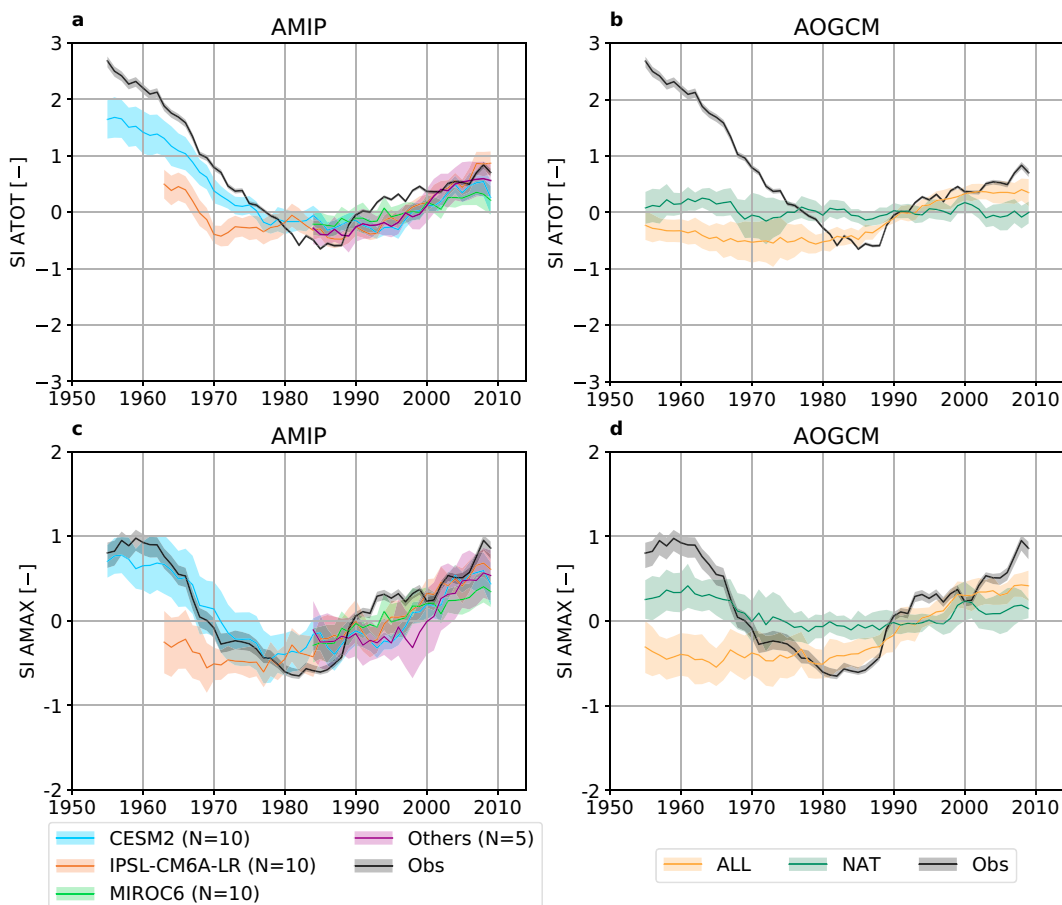 a
AMIP
SI ATOT [−]
3
2
1
0
−1
−2
−3
1950 1960 1970 1980 1990 2000 2010
b
AOGCM
SI ATOT [−]
3
2
1
0
−1
−2
−3
1950 1960 1970 1980 1990 2000 2010
c
AMIP
SI AMAX [−]
2
1
0
-1
-2
1950 1960 1970 1980 1990 2000 2010
d
AOGCM
SI AMAX [−]
2
1
0
-1
-2
1950 1960 1970 1980 1990 2000 2010
CESM2 (N=10)
IPSL-CM6A-LR (N=10)
MIROC6 (N=10)
Others (N=5)
Obs
ALL NAT Obs